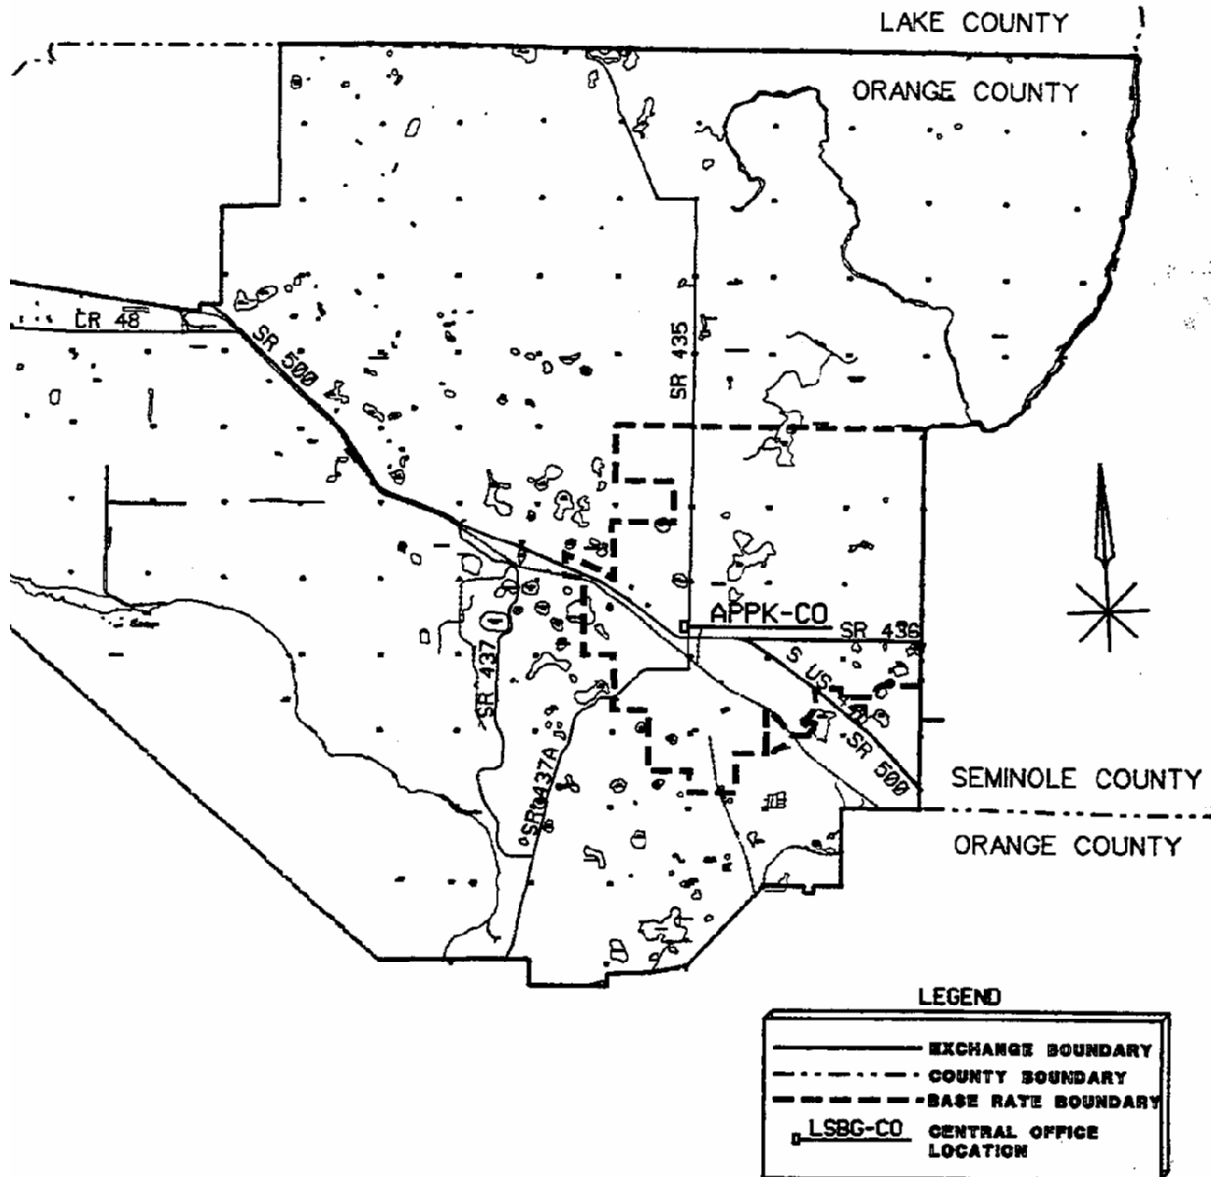 LAKE COUNTY
ORANGE COUNTY
CR 48
SR 500
SR 435
APPK-CO
SR 436
S US 441
SR 437
SR 500
SR 437A
SEMINOLE COUNTY
ORANGE COUNTY
LEGEND
EXCHANGE BOUNDARY
COUNTY BOUNDARY
BASE RATE BOUNDARY
LSBG-CO
CENTRAL OFFICE
LOCATION